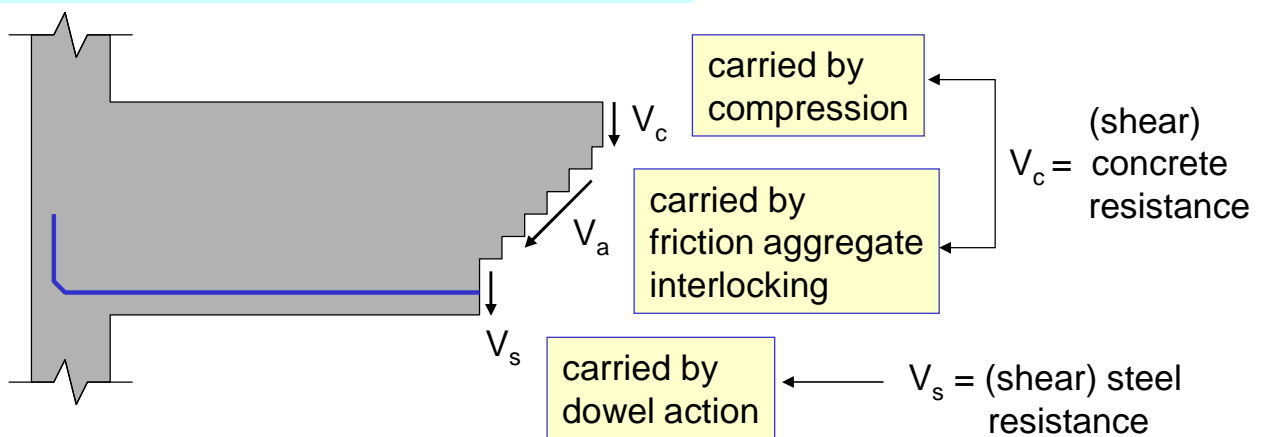 carried by
compression
V_c
(shear)
V_c = concrete
resistance
carried by
friction aggregate
interlocking
V_a
V_s
carried by
dowel action
V_s = (shear) steel
resistance